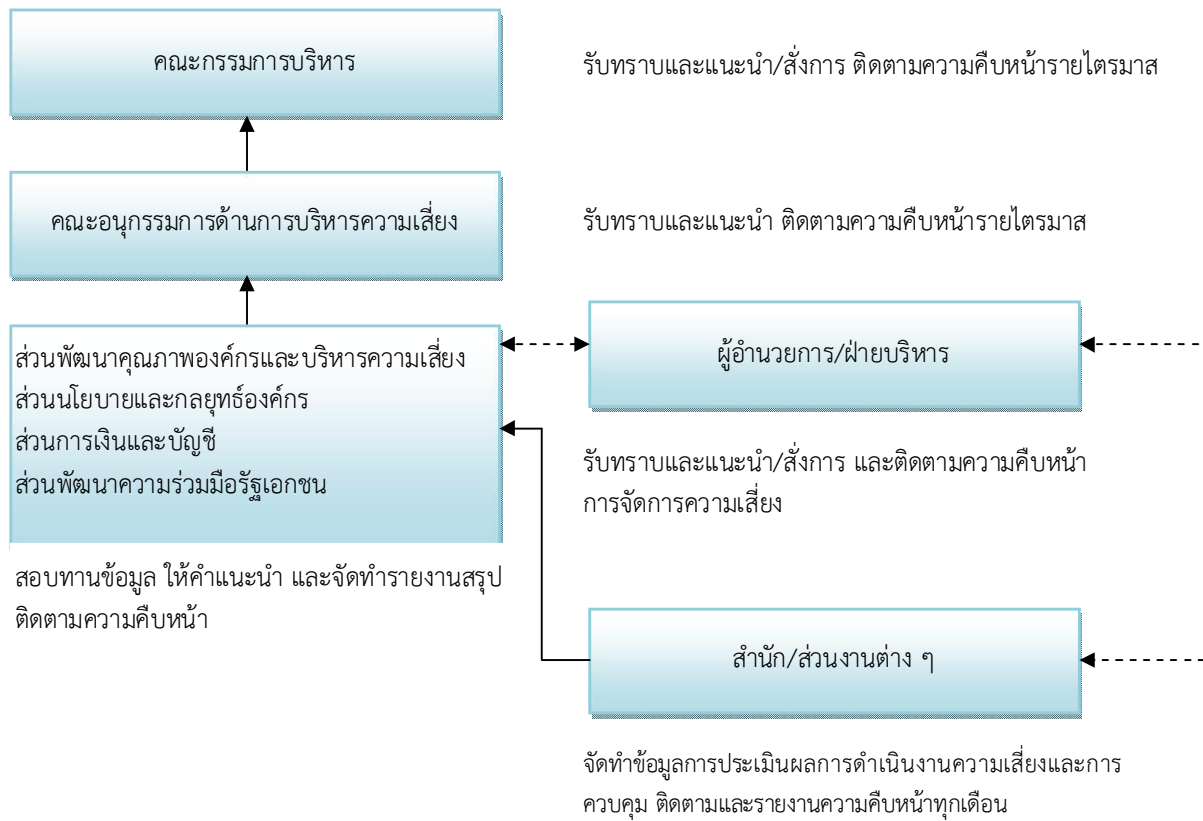 คณะกรรมการบริหาร
รับทราบและแนะนำ/สั่งการ ติดตามความคืบหน้ารายไตรมาส
คณะอนุกรรมการด้านการบริหารความเสี่ยง
รับทราบและแนะนำ ติดตามความคืบหน้ารายไตรมาส
ส่วนพัฒนาคุณภาพองค์กรและบริหารความเสี่ยง
ส่วนนโยบายและกลยุทธ์องค์กร
ส่วนการเงินและบัญชี
ส่วนพัฒนาความร่วมมือรัฐเอกชน
ผู้อำนวยการ/ฝ่ายบริหาร
รับทราบและแนะนำ/สั่งการ และติดตามความคืบหน้า
การจัดการความเสี่ยง
สอบทานข้อมูล ให้คำแนะนำ และจัดทำรายงานสรุป
ติดตามความคืบหน้า
สำนัก/ส่วนงานต่าง ๆ
จัดทำข้อมูลการประเมินผลการดำเนินงานความเสี่ยงและการ
ควบคุม ติดตามและรายงานความคืบหน้าทุกเดือน